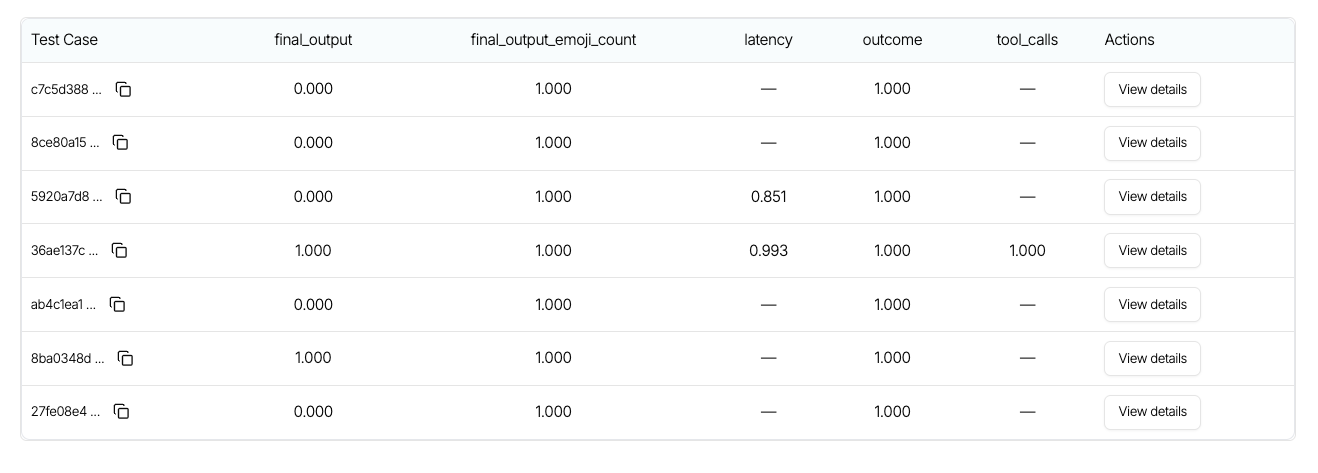 Test Case final_output final_output_emoji_count latency outcome tool_calls Actions
c7c5d388 ... 0.000 1.000 — 1.000 — View details
8ce80a15 ... 0.000 1.000 — 1.000 — View details
5920a7d8 ... 0.000 1.000 0.851 1.000 — View details
36ae137c ... 1.000 1.000 0.993 1.000 1.000 View details
ab4c1ea1 ... 0.000 1.000 — 1.000 — View details
8ba0348d ... 1.000 1.000 — 1.000 — View details
27fe08e4 ... 0.000 1.000 — 1.000 — View details